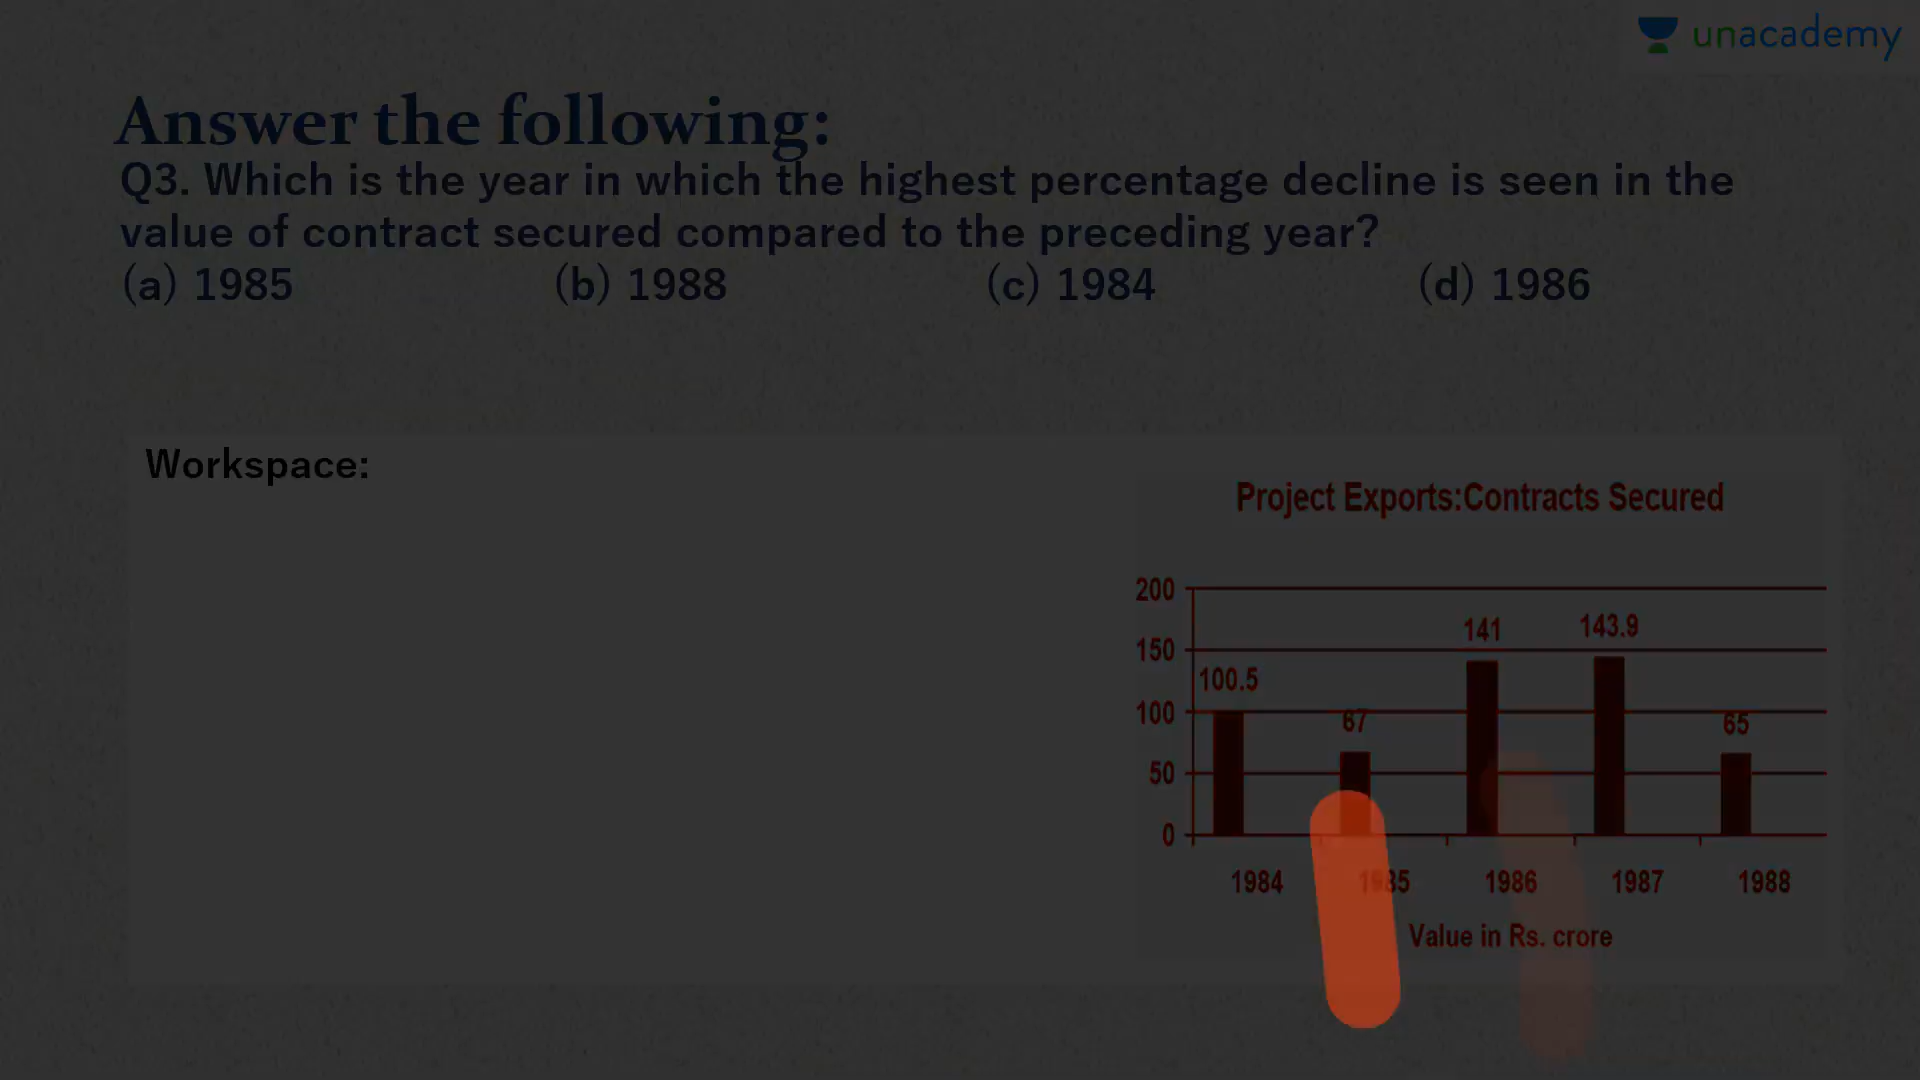 unacademy
Answer the following:
Q3. Which is the year in which the highest percentage decline is seen in the
value of contract secured compared to the preceding year?
(a) 1985 (b) 1988 (c) 1984 (d) 1986
Workspace:
Project Exports:Contracts Secured
200
150
100
50
0
100.5
67
141
143.9
65
1984 1985 1986 1987 1988
Value in Rs. crore